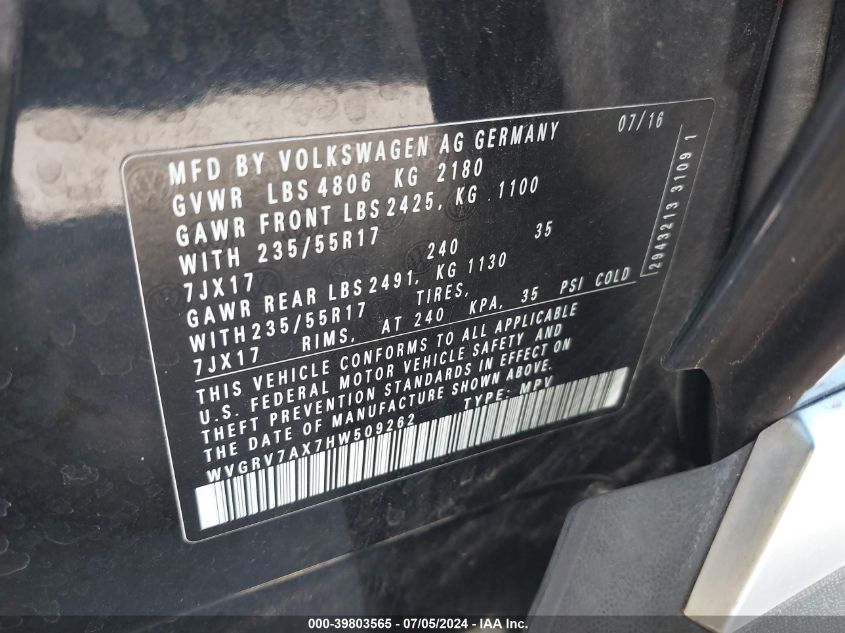 MFD BY VOLKSWAGEN AG GERMANY 07/16
GVWR LBS 4806 KG 2180
GAWR FRONT LBS 2425, KG 1100
WITH 235/55R17
7JX17 240 35
GAWR REAR LBS 2491, KG 1130
WITH 235/55R17 TIRES,
7JX17 RIMS, AT 240 KPA, 35 PSI COLD
THIS VEHICLE CONFORMS TO ALL APPLICABLE
U.S. FEDERAL MOTOR VEHICLE SAFETY AND
THEFT PREVENTION STANDARDS IN EFFECT ON
THE DATE OF MANUFACTURE SHOWN ABOVE.
WVGRV7AX7HW509262 TYPE: MPV
2943213 3109 1
000-39803565 - 07/05/2024 - IAA Inc.